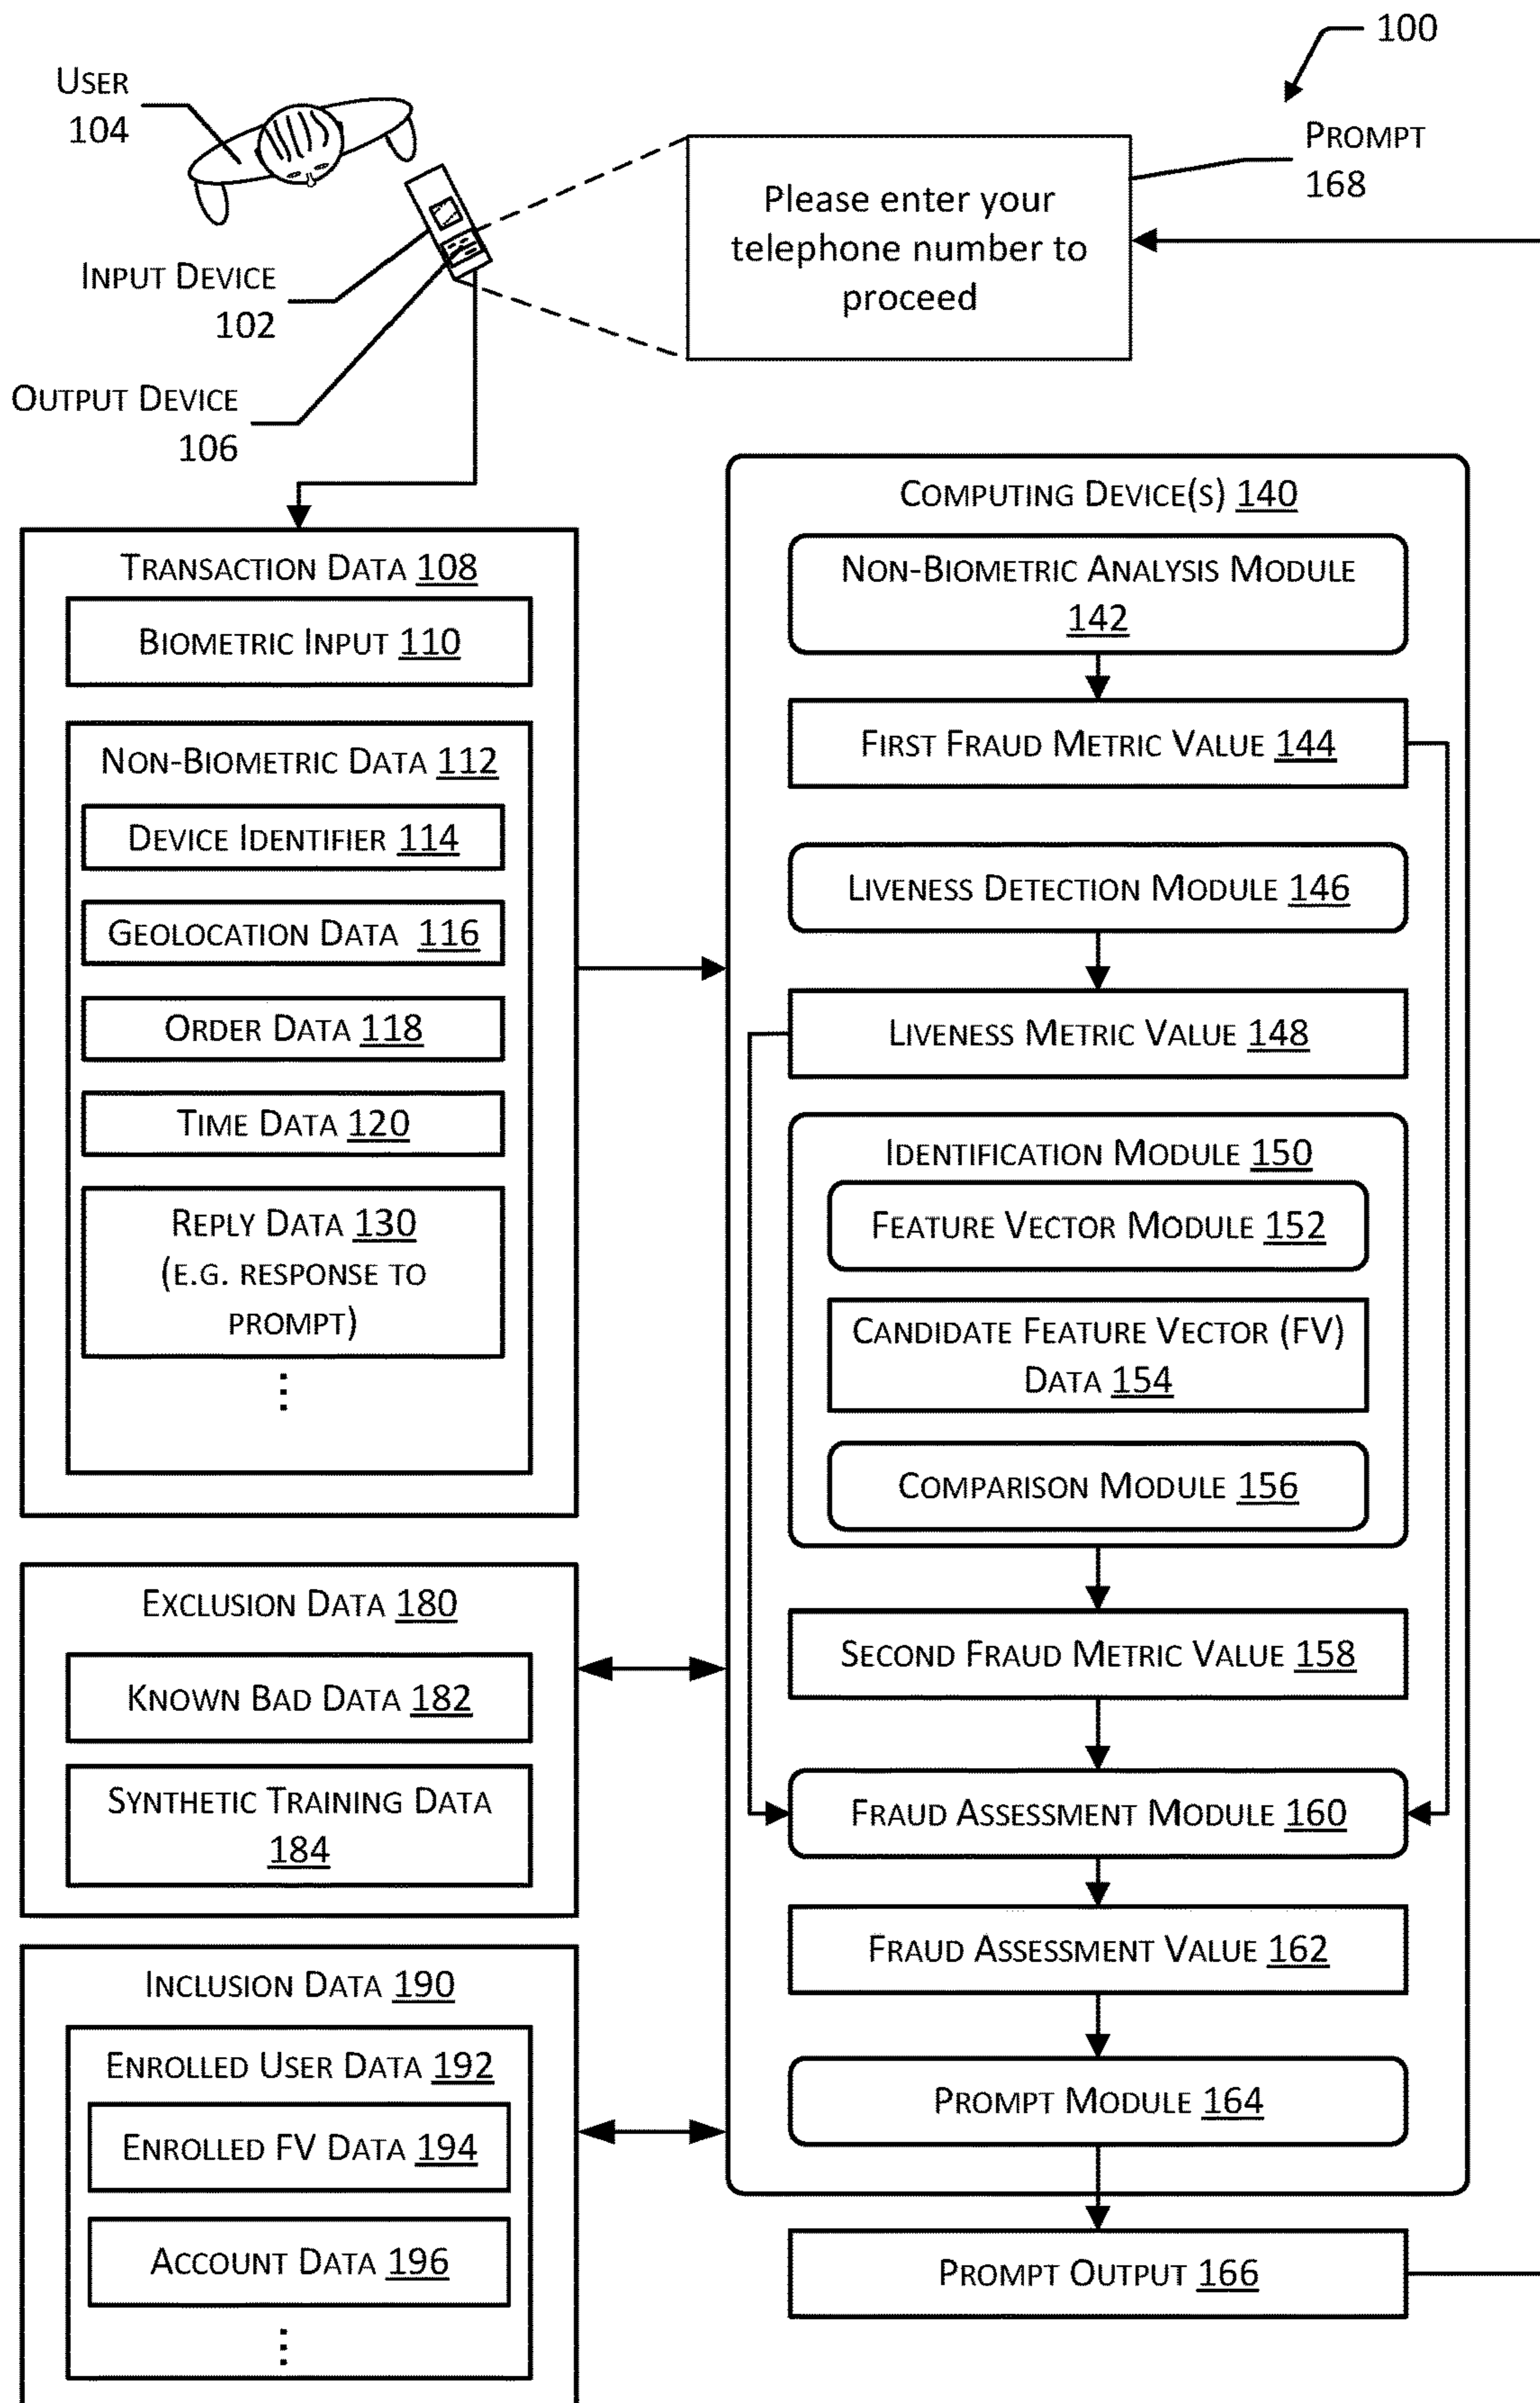 100
USER
104
PROMPT
168
Please enter your
telephone number to
proceed
INPUT DEVICE
102
OUTPUT DEVICE
106
TRANSACTION DATA 108
BIOMETRIC INPUT 110
NON-BIOMETRIC DATA 112
DEVICE IDENTIFIER 114
GEOLOCATION DATA 116
ORDER DATA 118
TIME DATA 120
REPLY DATA 130
(E.G. RESPONSE TO
PROMPT)
⋮
EXCLUSION DATA 180
KNOWN BAD DATA 182
SYNTHETIC TRAINING DATA
184
INCLUSION DATA 190
ENROLLED USER DATA 192
ENROLLED FV DATA 194
ACCOUNT DATA 196
⋮
COMPUTING DEVICE(S) 140
NON-BIOMETRIC ANALYSIS MODULE
142
FIRST FRAUD METRIC VALUE 144
LIVENESS DETECTION MODULE 146
LIVENESS METRIC VALUE 148
IDENTIFICATION MODULE 150
FEATURE VECTOR MODULE 152
CANDIDATE FEATURE VECTOR (FV)
DATA 154
COMPARISON MODULE 156
SECOND FRAUD METRIC VALUE 158
FRAUD ASSESSMENT MODULE 160
FRAUD ASSESSMENT VALUE 162
PROMPT MODULE 164
PROMPT OUTPUT 166